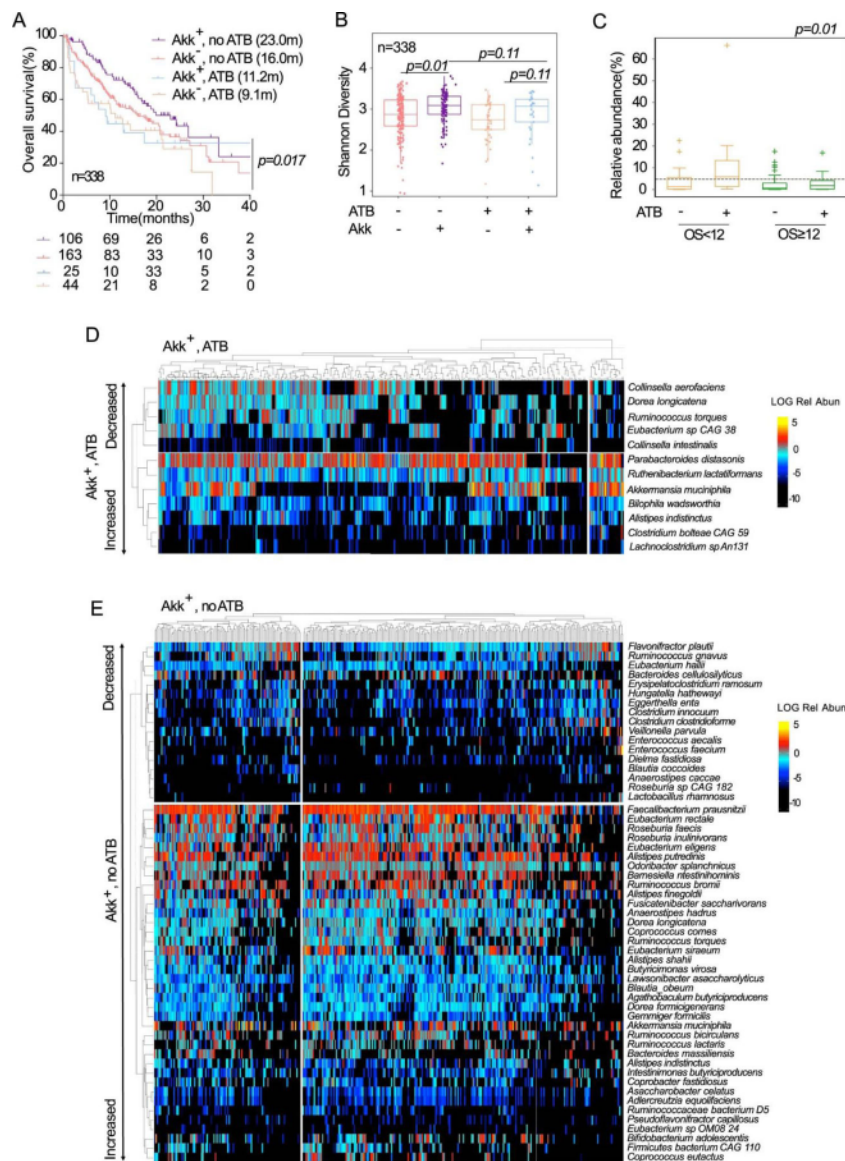 A
Overall survival(%)
100
80
60
40
20
0
Akk+, no ATB (23.0m)
Akk-, no ATB (16.0m)
Akk+, ATB (11.2m)
Akk-, ATB (9.1m)
n=338
p=0.017
0 10 20 30 40
Time(months)
106 69 26 6 2
163 83 33 10 3
25 10 33 5 2
44 21 8 2 0
B
Shannon Diversity
4
3
2
1
n=338
p=0.01
p=0.11
p=0.11
ATB - - + +
Akk - + - +
C
Relative abundance(%)
60
50
40
30
20
10
0
p=0.01
ATB - + - +
OS<12 OS≥12
D
Akk+, ATB
Decreased
Akk+, ATB
Increased
Collinsella aerofaciens
Dorea longicatena
Ruminococcus torques
Eubacterium sp CAG 38
Collinsella intestinalis
Parabacteroides distasonis
Ruthenibacterium lactatiformans
Akkermansia muciniphila
Bilophila wadsworthia
Alistipes indistinctus
Clostridium bolteae CAG 59
Lachnoclostridium sp An131
LOG Rel Abun
5
0
-5
-10
E
Akk+, no ATB
Decreased
Akk+, no ATB
Increased
Flavonifractor plautii
Ruminococcus gnavus
Eubacterium hallii
Bacteroides cellulosilyticus
Erysipelatoclostridium ramosum
Hungatella hathewayi
Eggerthella enta
Clostridium innocuum
Clostridium clostridioforme
Veillonella parvula
Enterococcus aecalis
Enterococcus faecium
Dielma fastidiosa
Blautia coccoides
Anaerostipes caccae
Roseburia sp CAG 182
Lactobacillus rhamnosus
Faecalibacterium prausnitzii
Eubacterium rectale
Roseburia faecis
Roseburia inulinivorans
Eubacterium eligens
Alistipes putredinis
Odoribacter splanchnicus
Barnesiella ntestinihominis
Ruminococcus bromii
Alistipes finegoldii
Fusicatenibacter saccharivorans
Anaerostipes hadrus
Dorea longicatena
Coprococcus comes
Ruminococcus torques
Eubacterium siraeum
Alistipes shahii
Butyricimonas virosa
Lawsonibacter asaccharolyticus
Blautia_obeum
Agathobaculum butyriciproducens
Dorea formicigenerans
Gemmiger formicilis
Akkermansia muciniphila
Ruminococcus bicirculans
Ruminococcus lactaris
Bacteroides massiliensis
Alistipes indistinctus
Intestinimonas butyriciproducens
Coprobacter fastidiosus
Asaccharobacter celatus
Adlercreutzia equolifaciens
Ruminococcaceae bacterium D5
Pseudoflavonifractor capillosus
Eubacterium sp OM08 24
Bifidobacterium adolescentis
Firmicutes bacterium CAG 110
Coprococcus eutactus
LOG Rel Abun
5
0
-5
-10